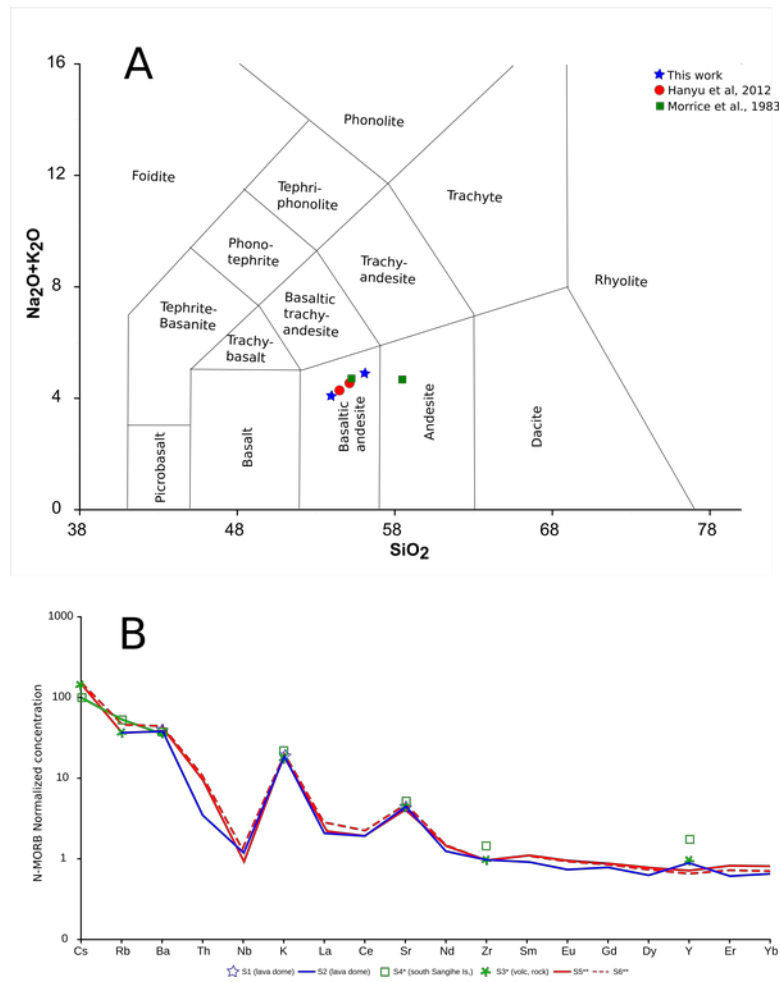 A
16
12
8
4
0
Na₂O+K₂O
This work
Hanyu et al, 2012
Morrice et al., 1983
Phonolite
Foidite
Tephri-
phonolite
Trachyte
Phono-
tephrite
Trachy-
andesite
Rhyolite
Tephrite-
Basanite
Basaltic
trachy-
andesite
Trachy-
basalt
Picrobasalt
Basalt
Basaltic
andesite
Andesite
Dacite
38 48 58 68 78
SiO₂
B
1000
100
10
1
0
N-MORB Normalized concentration
Cs Rb Ba Th Nb K La Ce Sr Nd Zr Sm Eu Gd Dy Y Er Yb
S1 (lava dome) S2 (lava dome) S4* (south Sangihe Is,) S3* (volc, rock) S5** S6**